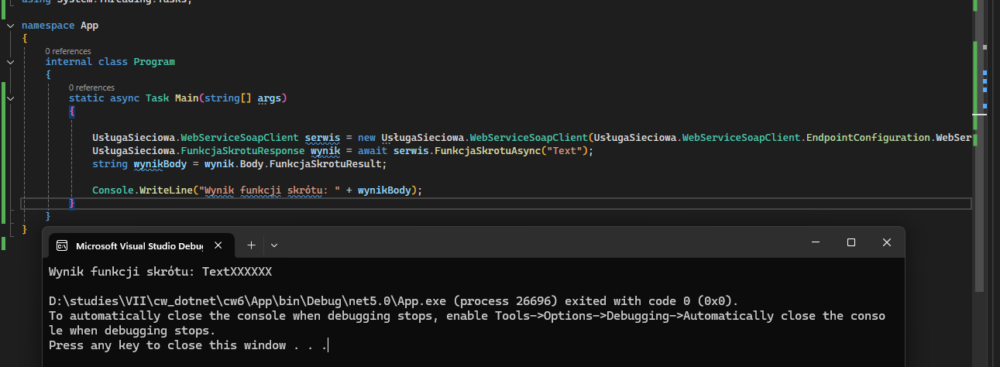 using System.Threading.Tasks;
namespace App
{
0 references
internal class Program
{
0 references
static async Task Main(string[] args)
{
UsługaSieciowa.WebServiceSoapClient serwis = new UsługaSieciowa.WebServiceSoapClient(UsługaSieciowa.WebServiceSoapClient.EndpointConfiguration.WebSer
UsługaSieciowa.FunkcjaSkrotuResponse wynik = await serwis.FunkcjaSkrotuAsync("Text");
string wynikBody = wynik.Body.FunkcjaSkrotuResult;
Console.WriteLine("Wynik funkcji skrótu: " + wynikBody);
}
}
}
Microsoft Visual Studio Debug
Wynik funkcji skrótu: TextXXXXXX
D:\studies\VII\cw_dotnet\cw6\App\bin\Debug\net5.0\App.exe (process 26696) exited with code 0 (0x0).
To automatically close the console when debugging stops, enable Tools->Options->Debugging->Automatically close the conso
le when debugging stops.
Press any key to close this window . . .